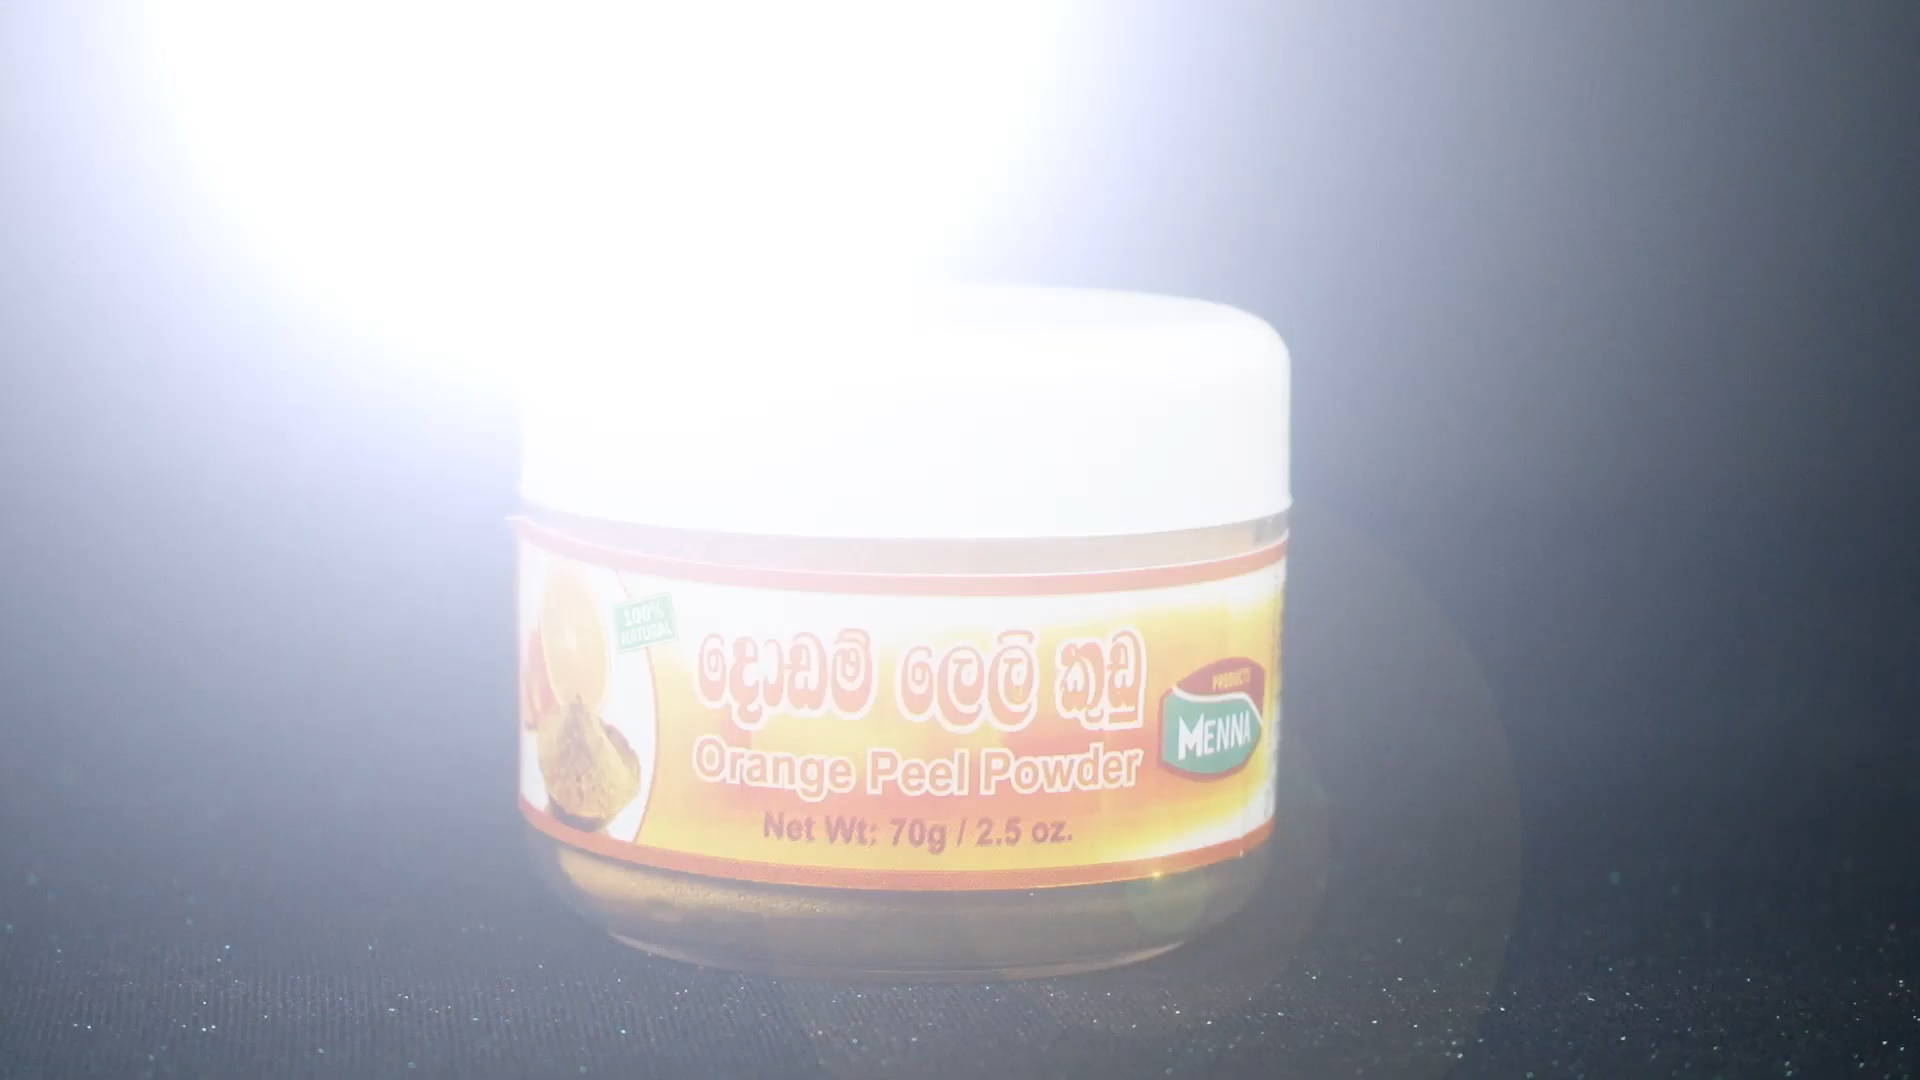 100%
NATURAL
දොඩම් ලෙලි කුඩු
Orange Peel Powder
Net Wt; 70g / 2.5 oz.
PRODUCTS
MENNA